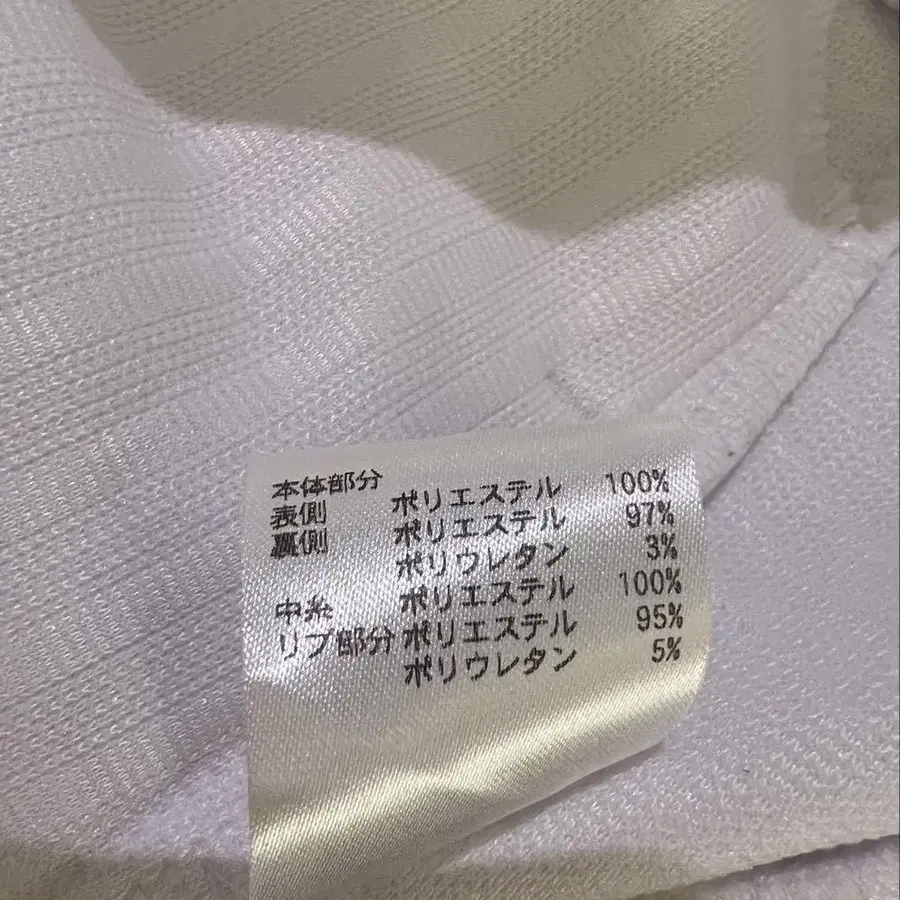 本体部分
表側 ポリエステル 100%
裏側 ポリエステル 97%
ポリウレタン 3%
中糸 ポリエステル 100%
リブ部分 ポリエステル 95%
ポリウレタン 5%